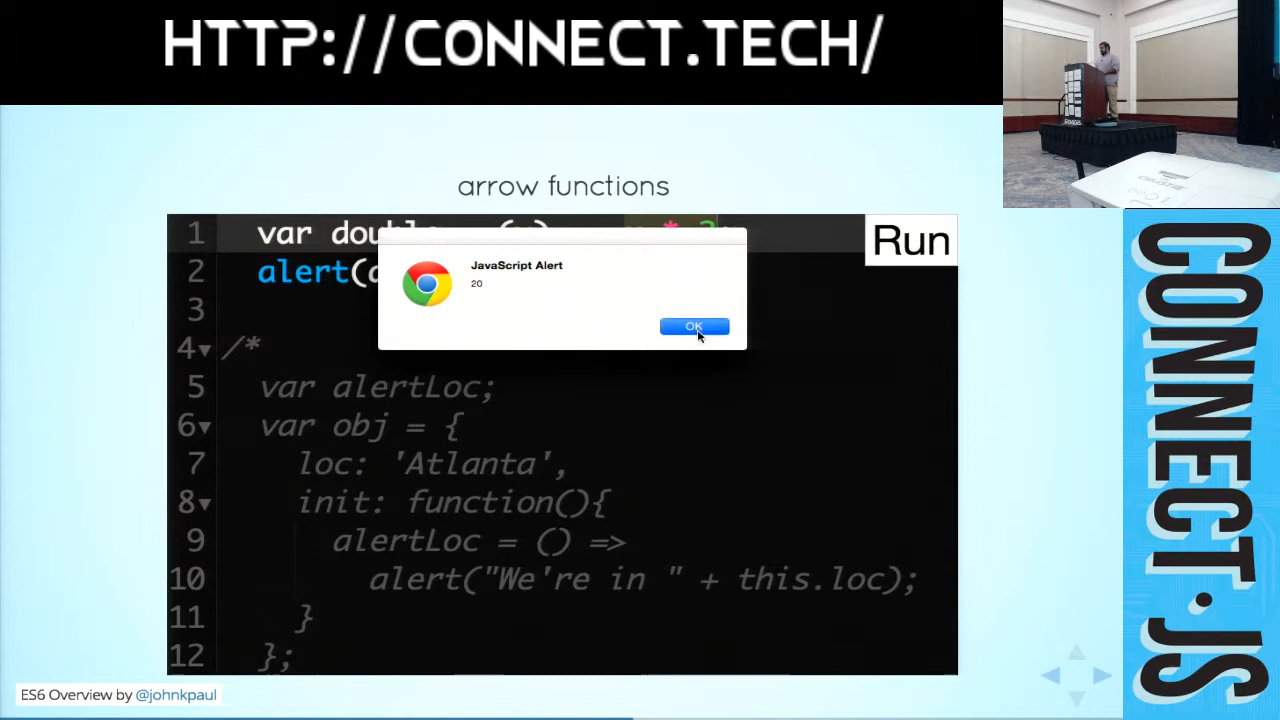 HTTP://CONNECT.TECH/
arrow functions
1 var double
Run
JavaScript Alert
20
OK
2 alert(
3
4 /*
5 var alertLoc;
6 var obj = {
7 loc: 'Atlanta',
8 init: function(){
9 alertLoc = () =>
10 alert("We're in " + this.loc);
11 }
12 };
ES6 Overview by @johnkpaul
CONNECT.JS
CHRISTIE